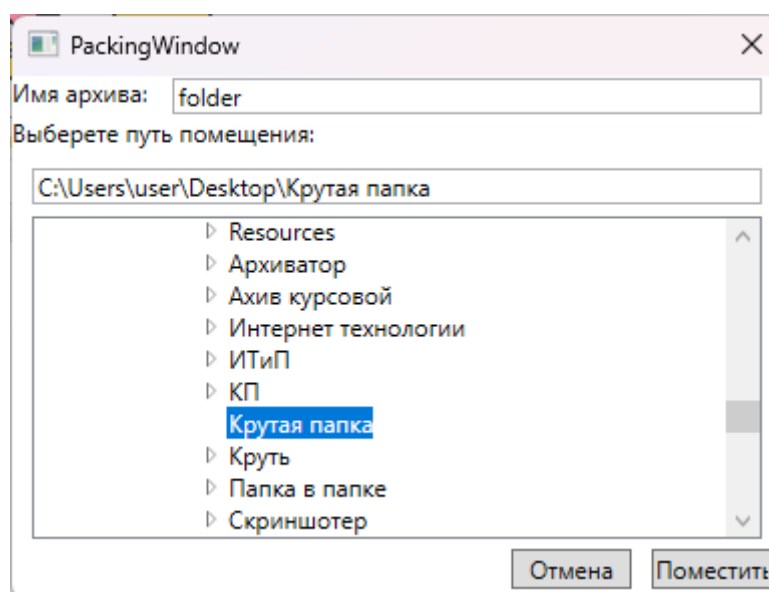 PackingWindow
Имя архива: folder
Выберете путь помещения:
C:\Users\user\Desktop\Крутая папка
Resources
Архиватор
Ахив курсовой
Интернет технологии
ИТиП
КП
Крутая папка
Круть
Папка в папке
Скриншотер
Отмена Поместить